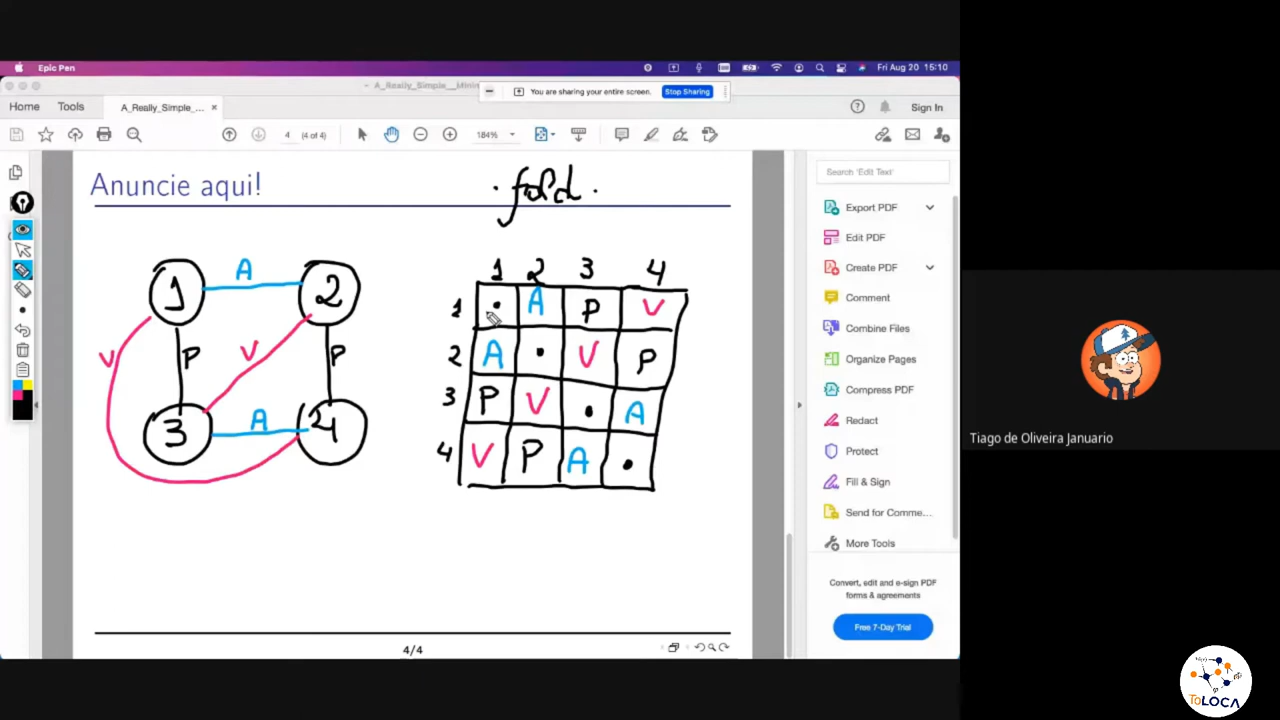 Epic Pen
Fri Aug 20 15:10
A_Really_Simple__Minim
You are sharing your entire screen.
Stop Sharing
Home
Tools
A_Really_Simple_...
Sign In
4
(4 of 4)
184%
Anuncie aqui!
Search 'Edit Text'
Export PDF
Edit PDF
Create PDF
Comment
Combine Files
Organize Pages
Compress PDF
Redact
Protect
Fill & Sign
Send for Comme...
More Tools
Convert, edit and e-sign PDF
forms & agreements
Free 7-Day Trial
1 A 2
V P V P
3 A 4
1 2 3 4
1 • A P V
2 A • V P
3 P V • A
4 V P A •
4/4
Tiago de Oliveira Januario
ToLOCA